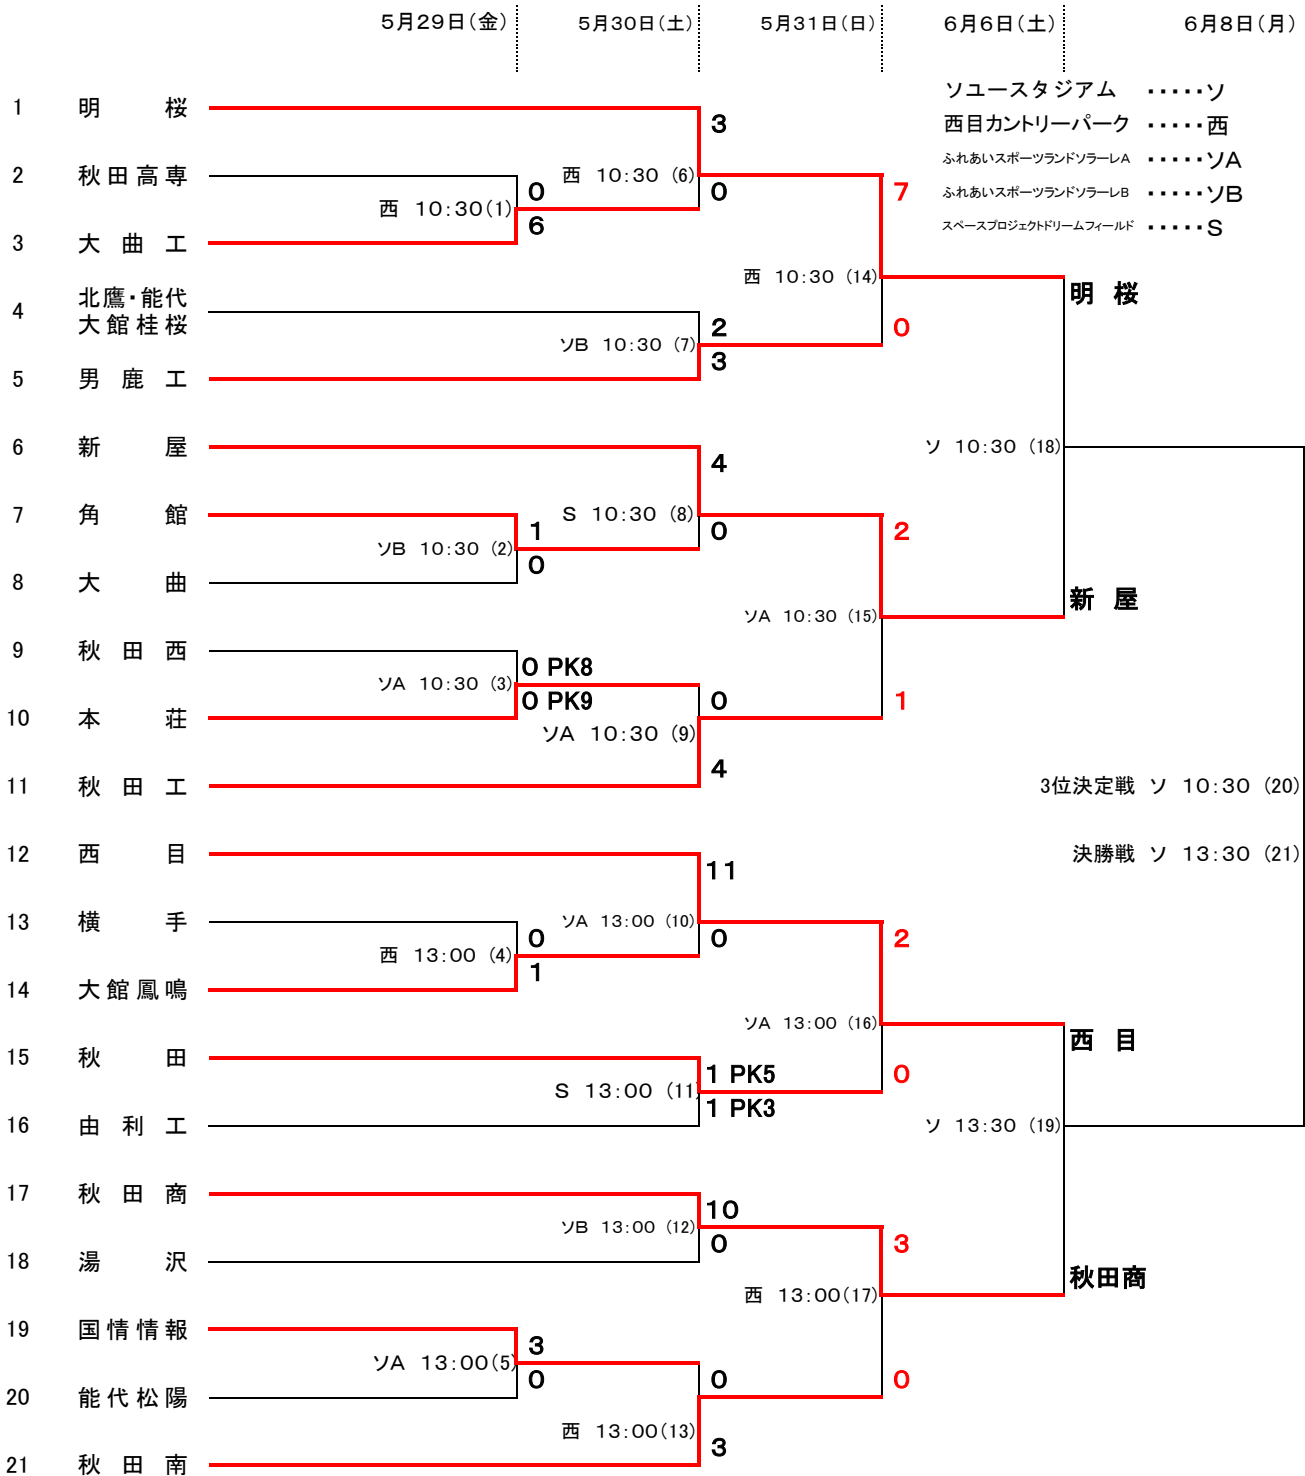 5月29日(金) 5月30日(土) 5月31日(日) 6月6日(土) 6月8日(月)
ソユースタジアム ・・・・・ソ
西目カントリーパーク ・・・・・西
ふれあいスポーツランドソラーレA ・・・・・ソA
ふれあいスポーツランドソラーレB ・・・・・ソB
スペースプロジェクトドリームフィールド ・・・・・S
1 明桜
3
2 秋田高専
西 10:30 (6)
0
0
7
西 10:30(1)
6
3 大曲工
西 10:30 (14)
明桜
4 北鷹・能代
大館桂桜
2
0
ソB 10:30 (7)
3
5 男鹿工
6 新屋
ソ 10:30 (18)
4
7 角館
S 10:30 (8)
1
0
2
ソB 10:30 (2)
0
8 大曲
新屋
ソA 10:30 (15)
9 秋田西
0 PK8
ソA 10:30 (3)
0 PK9
0
1
10 本荘
ソA 10:30 (9)
4
11 秋田工
3位決定戦 ソ 10:30 (20)
12 西目
決勝戦 ソ 13:30 (21)
11
13 横手
ソA 13:00 (10)
0
0
2
西 13:00 (4)
1
14 大館鳳鳴
ソA 13:00 (16)
西目
15 秋田
1 PK5
0
S 13:00 (11)
1 PK3
16 由利工
ソ 13:30 (19)
17 秋田商
10
ソB 13:00 (12)
0
3
18 湯沢
秋田商
西 13:00(17)
19 国情情報
3
ソA 13:00(5)
0
0
0
20 能代松陽
西 13:00(13)
3
21 秋田南